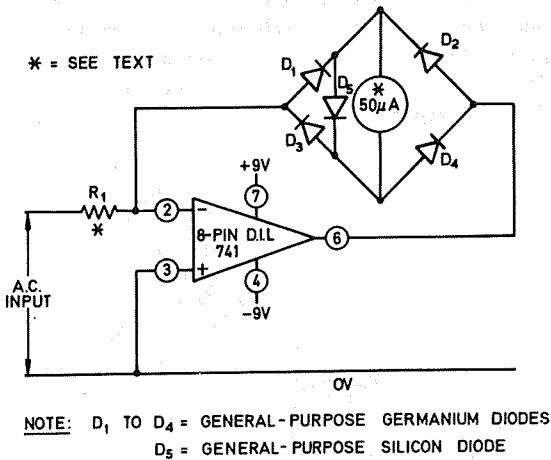 * = SEE TEXT
D1
D2
D5
*
50μA
D3
D4
+9V
7
R1
*
2
-
8-PIN D.I.L
741
6
3
+
4
-9V
A.C.
INPUT
0V
NOTE: D1 TO D4 = GENERAL-PURPOSE GERMANIUM DIODES
D5 = GENERAL-PURPOSE SILICON DIODE